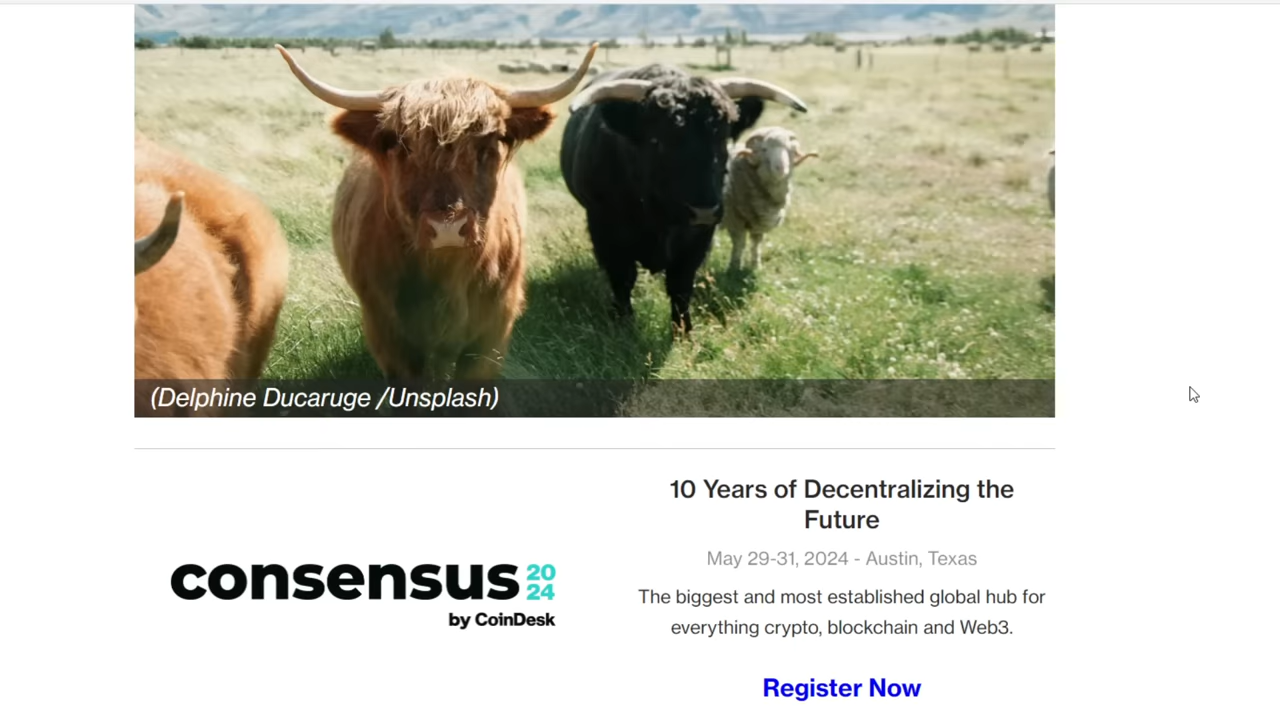 (Delphine Ducaruge /Unsplash)
consensus 20
24
by CoinDesk
10 Years of Decentralizing the
Future
May 29-31, 2024 - Austin, Texas
The biggest and most established global hub for
everything crypto, blockchain and Web3.
Register Now